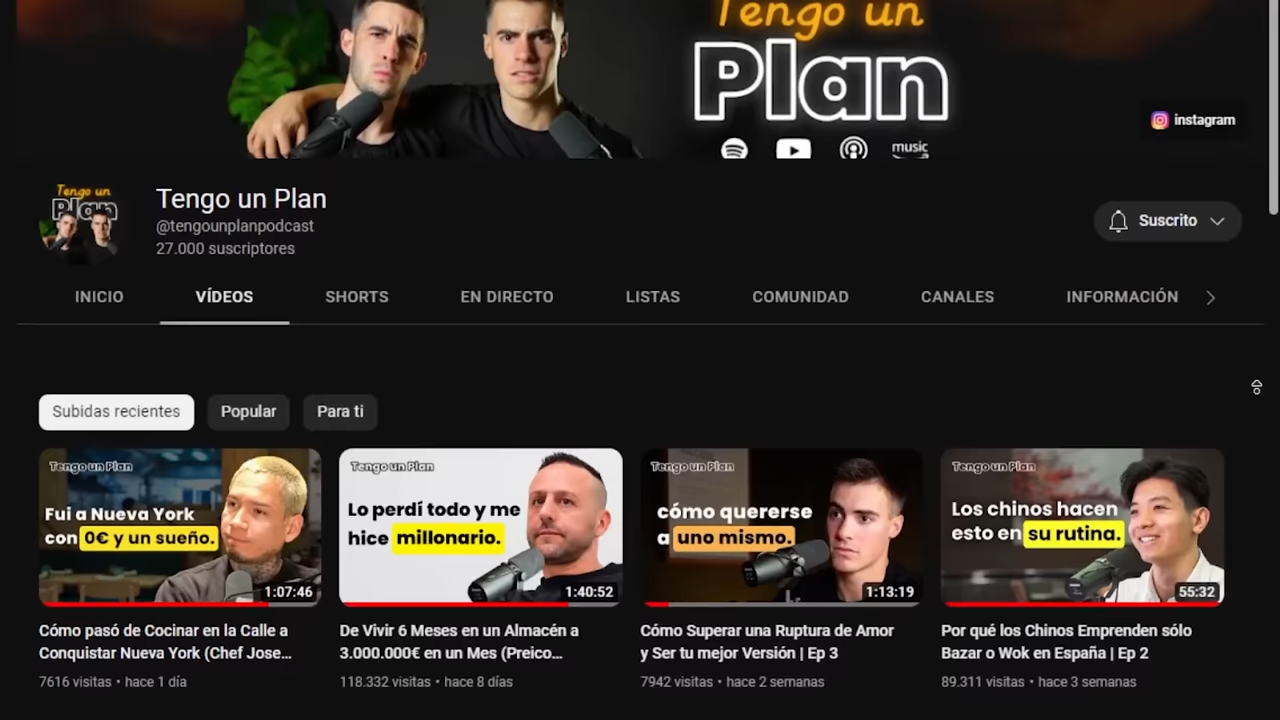 Tengo un
Plan
music
instagram
Tengo un
Plan
Tengo un Plan
@tengounplanpodcast
27.000 suscriptores
Suscrito
INICIO
VÍDEOS
SHORTS
EN DIRECTO
LISTAS
COMUNIDAD
CANALES
INFORMACIÓN
Subidas recientes
Popular
Para ti
Tengo un Plan
Fui a Nueva York
con 0€ y un sueño.
1:07:46
Cómo pasó de Cocinar en la Calle a
Conquistar Nueva York (Chef Jose...
7616 visitas • hace 1 día
Tengo un Plan
Lo perdí todo y me
hice millonario.
1:40:52
De Vivir 6 Meses en un Almacén a
3.000.000€ en un Mes (Preico...
118.332 visitas • hace 8 días
Tengo un Plan
cómo quererse
a uno mismo.
1:13:19
Cómo Superar una Ruptura de Amor
y Ser tu mejor Versión | Ep 3
7942 visitas • hace 2 semanas
Tengo un Plan
Los chinos hacen
esto en su rutina.
55:32
Por qué los Chinos Emprenden sólo
Bazar o Wok en España | Ep 2
89.311 visitas • hace 3 semanas